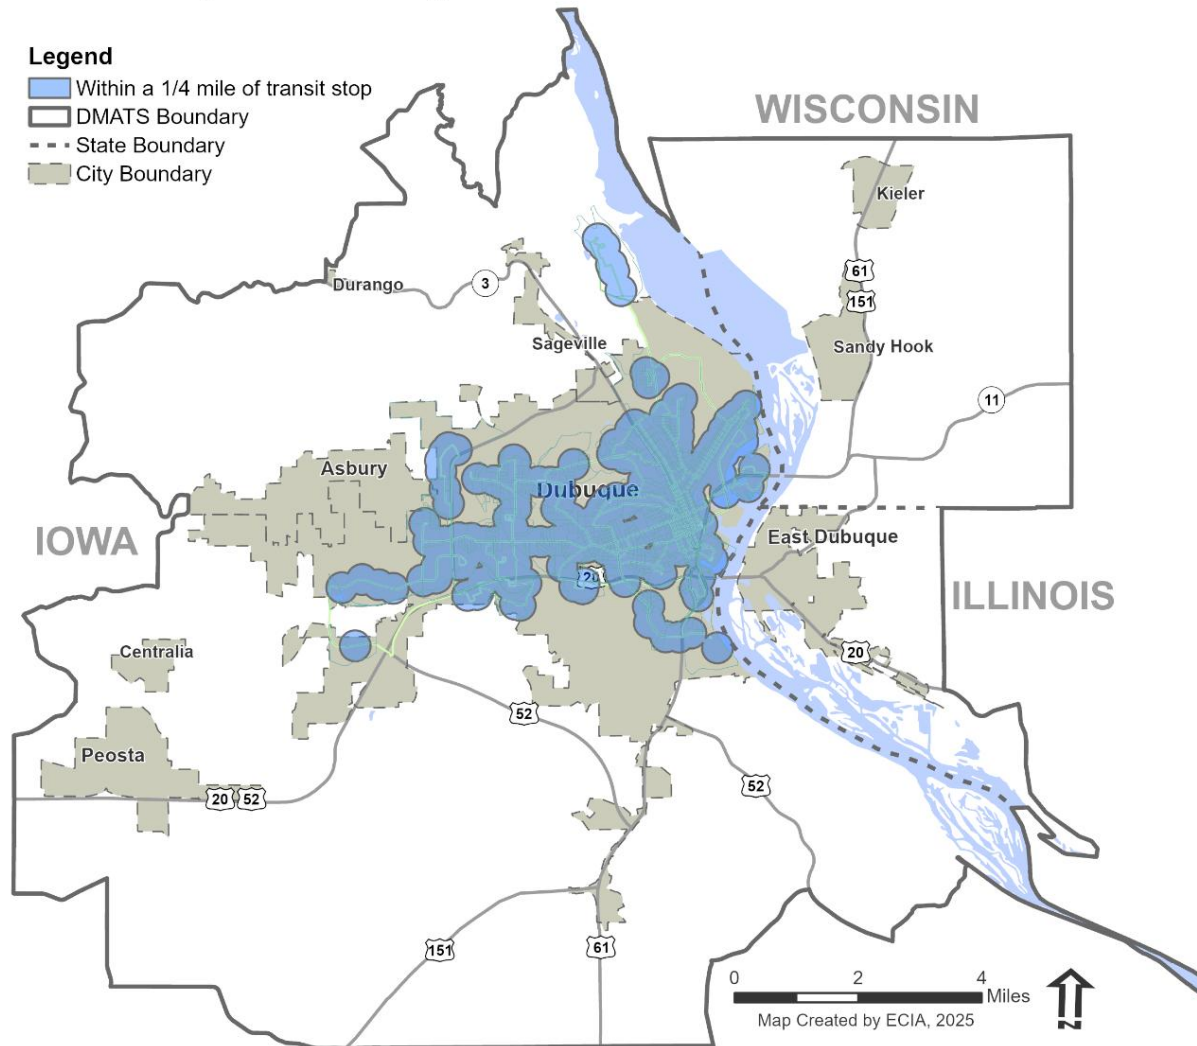 Legend
Within a 1/4 mile of transit stop
DMATS Boundary
State Boundary
City Boundary
WISCONSIN
Kieler
61
151
Durango
3
Sageville
Sandy Hook
11
Asbury
Dubuque
IOWA
East Dubuque
20
ILLINOIS
Centralia
20
52
Peosta
20 52
52
151
61
0 2 4
Miles
Map Created by ECIA, 2025
N